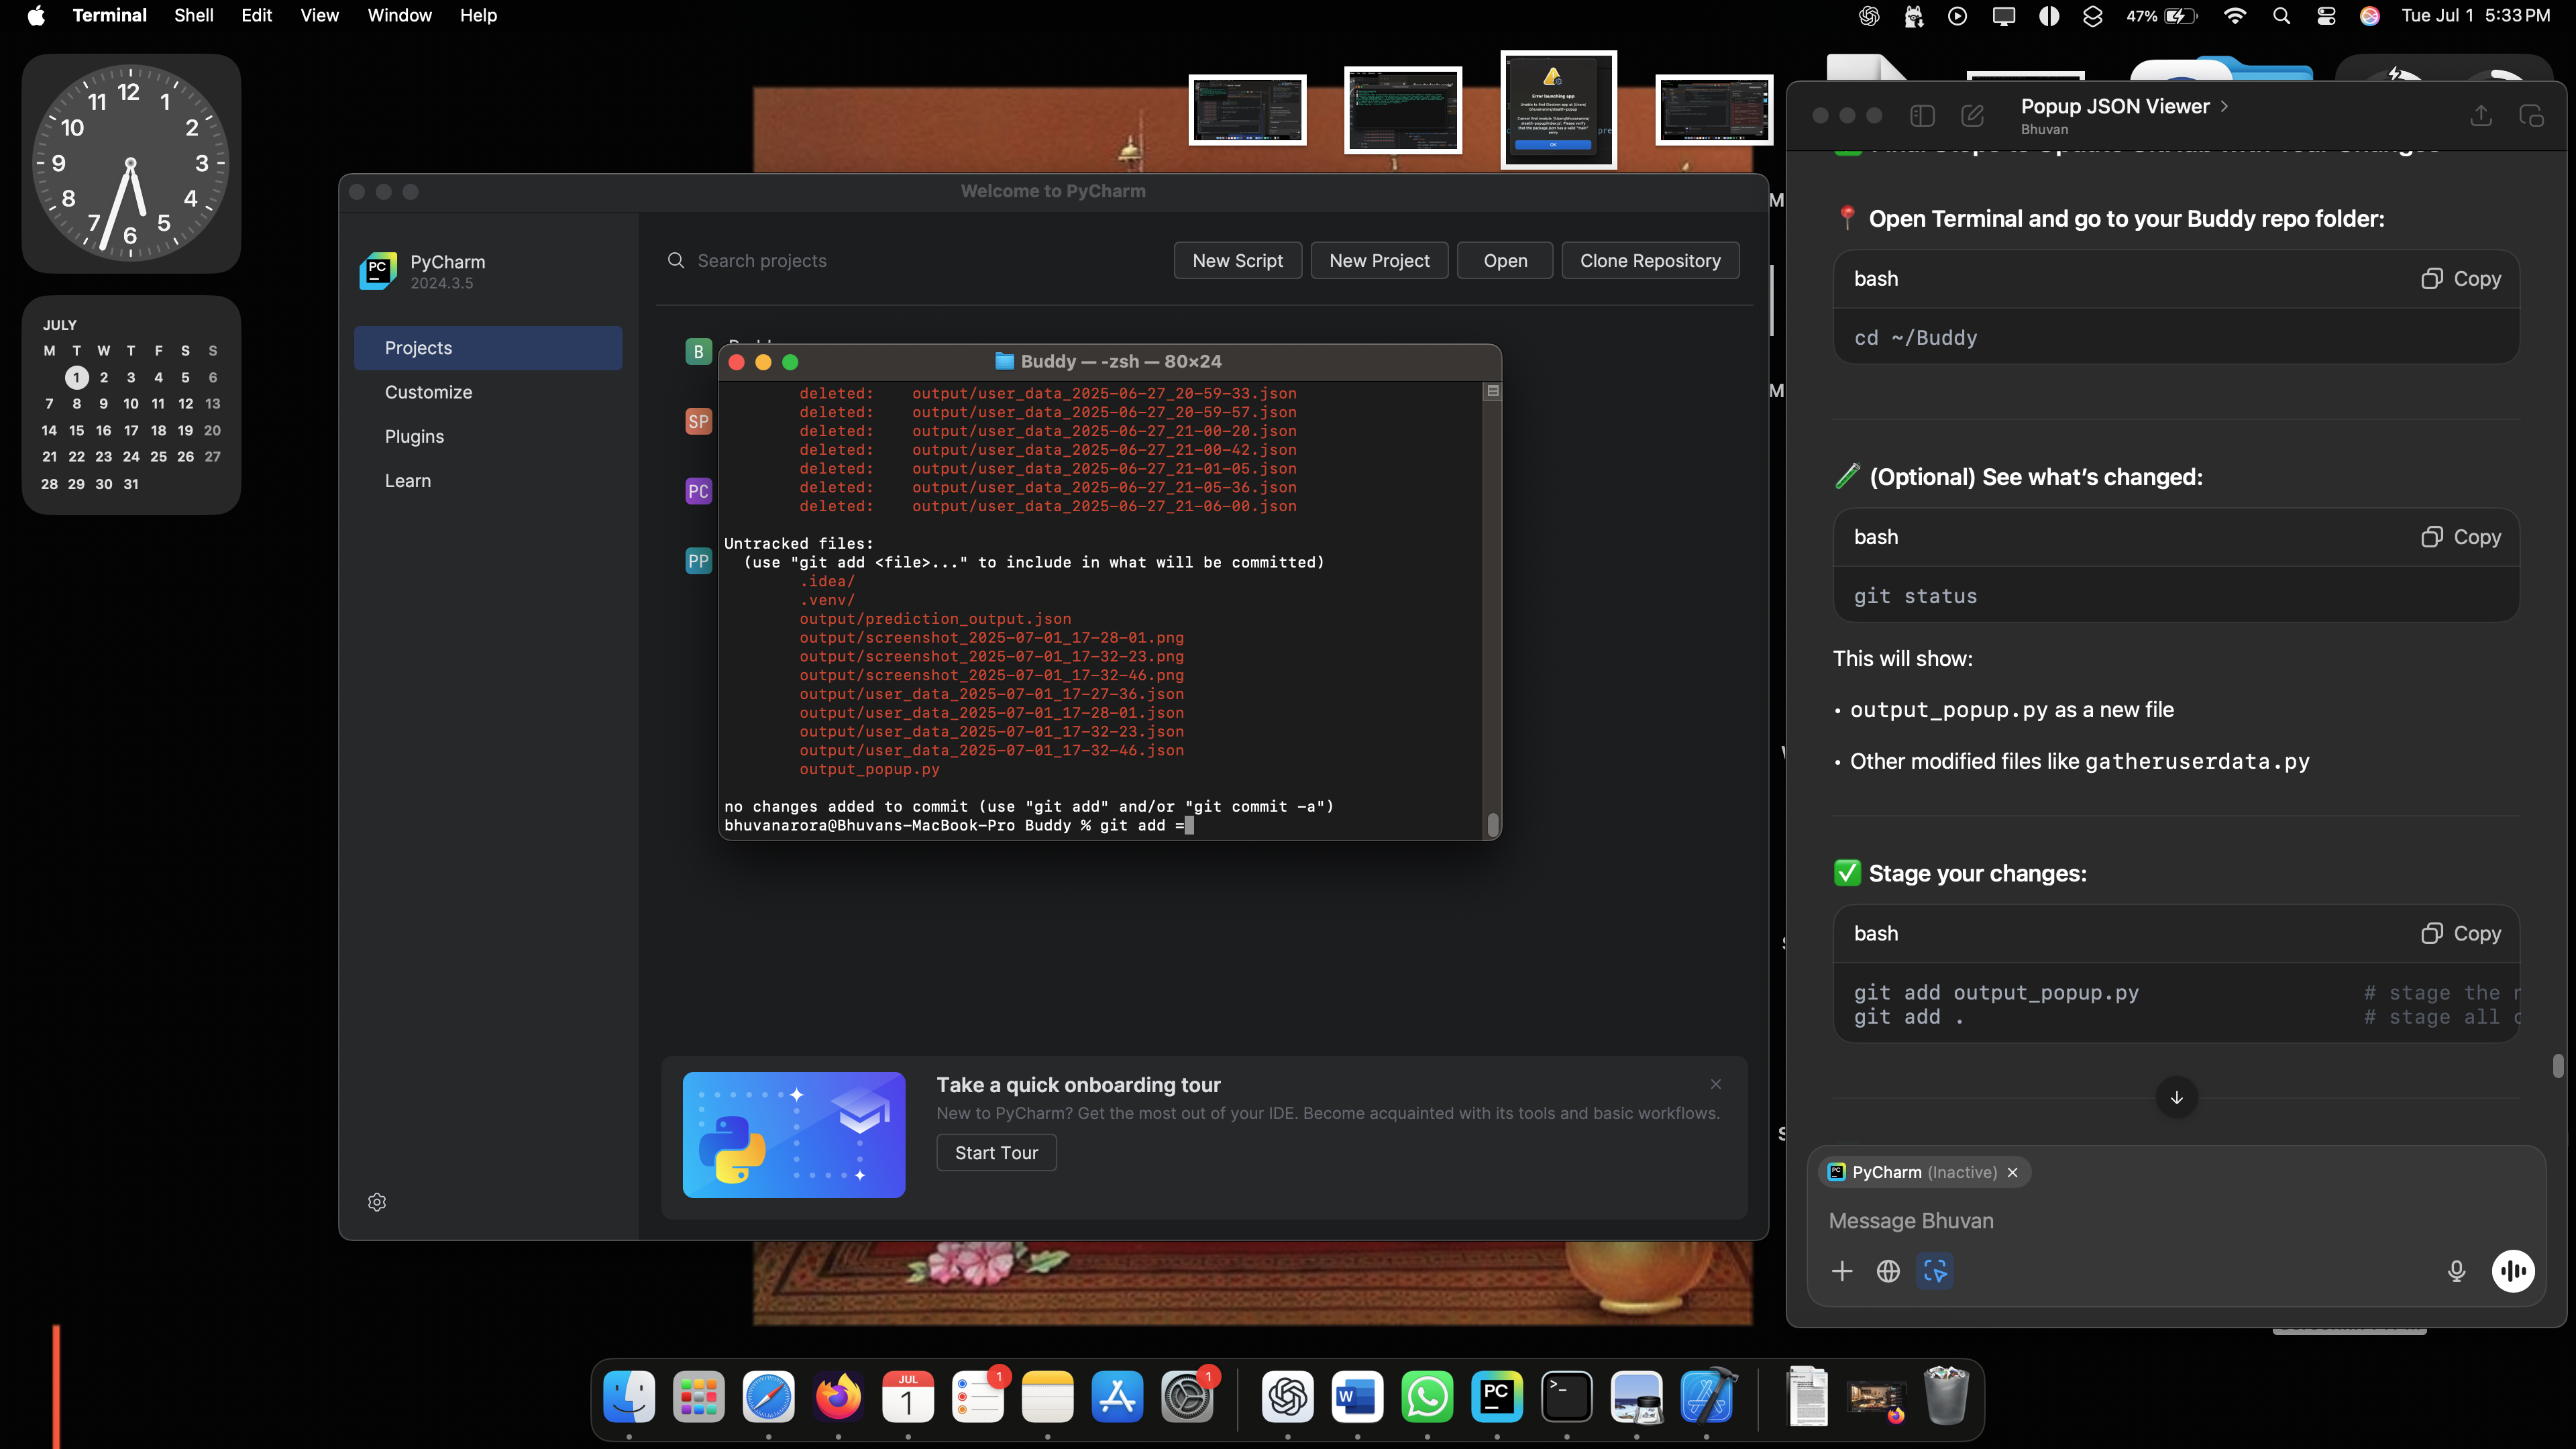 Terminal Shell Edit View Window Help
47% Tue Jul 1 5:33 PM
12 1 2 3 4 5 6 7 8 9 10 11
JULY
M T W T F S S
1 2 3 4 5 6
7 8 9 10 11 12 13
14 15 16 17 18 19 20
21 22 23 24 25 26 27
28 29 30 31
Error launching app
OK
Welcome to PyCharm
PC
PyCharm
2024.3.5
Projects
Customize
Plugins
Learn
Search projects
New Script
New Project
Open
Clone Repository
B
SP
PC
PP
Buddy — -zsh — 80×24
deleted: output/user_data_2025-06-27_20-59-33.json
deleted: output/user_data_2025-06-27_20-59-57.json
deleted: output/user_data_2025-06-27_21-00-20.json
deleted: output/user_data_2025-06-27_21-00-42.json
deleted: output/user_data_2025-06-27_21-01-05.json
deleted: output/user_data_2025-06-27_21-05-36.json
deleted: output/user_data_2025-06-27_21-06-00.json
Untracked files:
(use "git add <file>..." to include in what will be committed)
.idea/
.venv/
output/prediction_output.json
output/screenshot_2025-07-01_17-28-01.png
output/screenshot_2025-07-01_17-32-23.png
output/screenshot_2025-07-01_17-32-46.png
output/user_data_2025-07-01_17-27-36.json
output/user_data_2025-07-01_17-28-01.json
output/user_data_2025-07-01_17-32-23.json
output/user_data_2025-07-01_17-32-46.json
output_popup.py
no changes added to commit (use "git add" and/or "git commit -a")
bhuvanarora@Bhuvans-MacBook-Pro Buddy % git add =
Take a quick onboarding tour
New to PyCharm? Get the most out of your IDE. Become acquainted with its tools and basic workflows.
Start Tour
Popup JSON Viewer >
Bhuvan
Open Terminal and go to your Buddy repo folder:
bash
Copy
cd ~/Buddy
(Optional) See what's changed:
bash
Copy
git status
This will show:
• output_popup.py as a new file
• Other modified files like gatheruserdata.py
Stage your changes:
bash
Copy
git add output_popup.py # stage the
git add . # stage all
PyCharm (Inactive) ×
Message Bhuvan
JUL
1
1
1
W
PC
>_